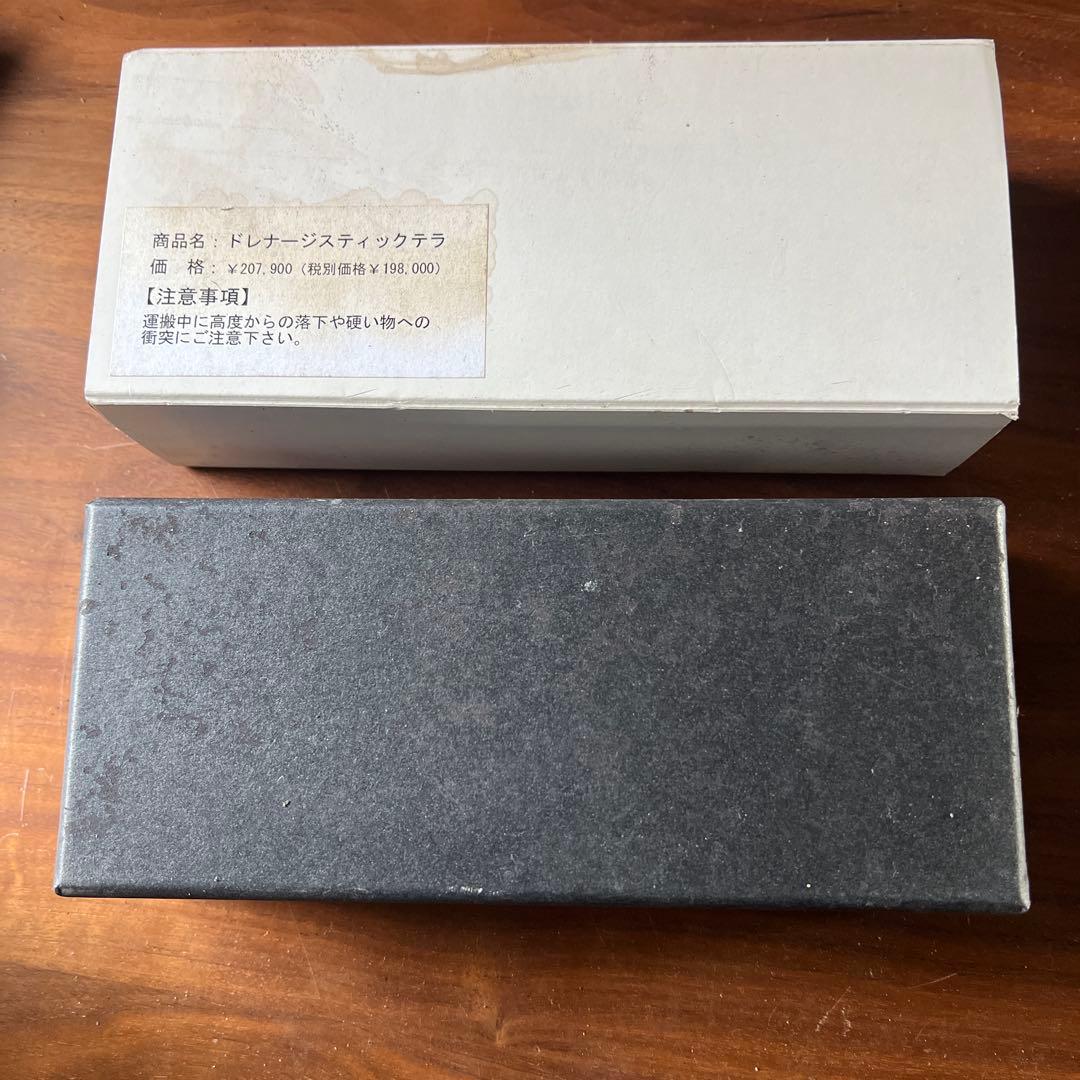 商品名：ドレナージスティックテラ
価　格：￥207,900（税別価格￥198,000）
【注意事項】
運搬中に高度からの落下や硬い物への
衝突にご注意下さい。